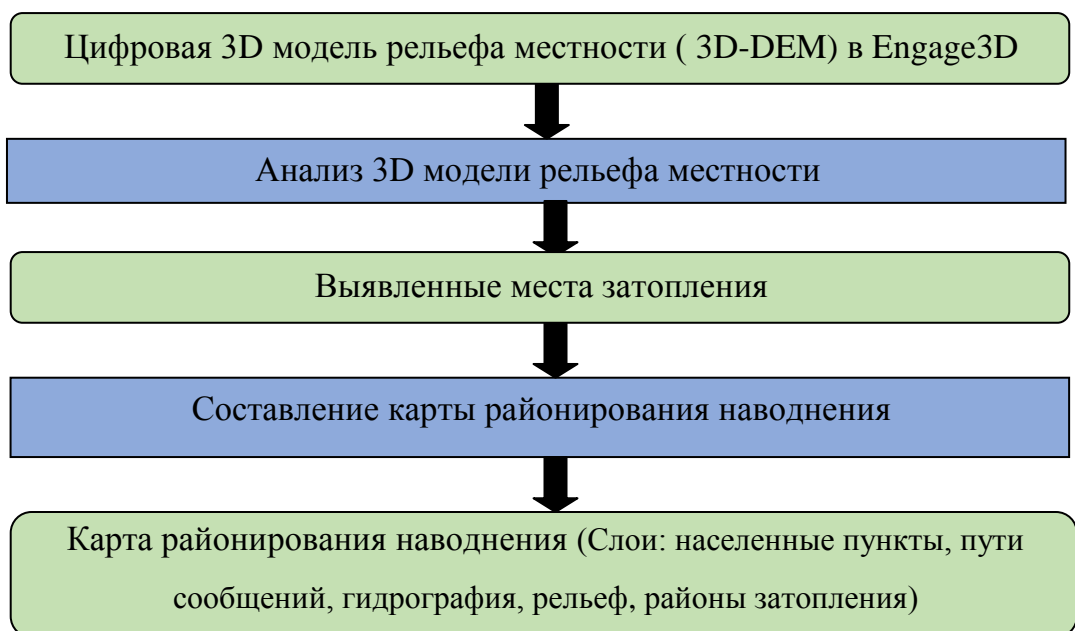 Цифровая 3D модель рельефа местности ( 3D-DEM) в Engage3D
Анализ 3D модели рельефа местности
Выявленные места затопления
Составление карты районирования наводнения
Карта районирования наводнения (Слои: населенные пункты, пути
сообщений, гидрография, рельеф, районы затопления)